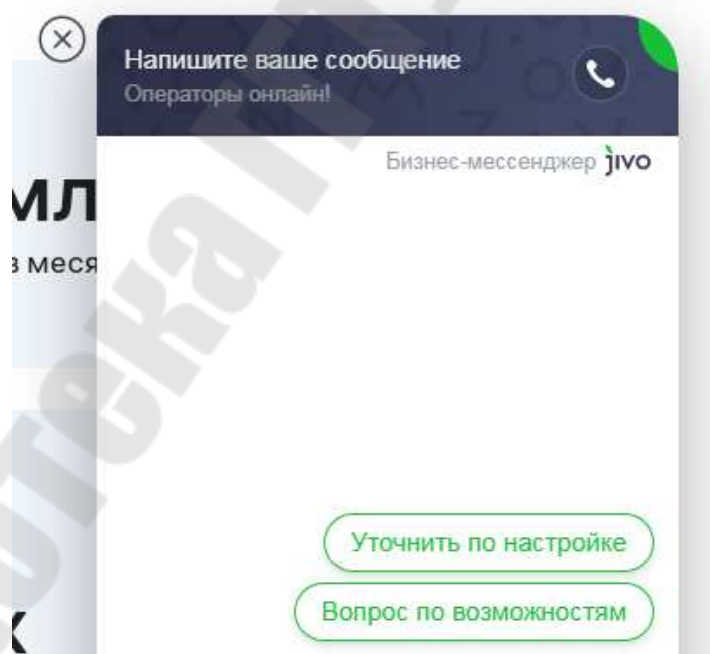 Напишите ваше сообщение
Операторы онлайн!
Бизнес-мессенджер jivo
Уточнить по настройке
Вопрос по возможностям